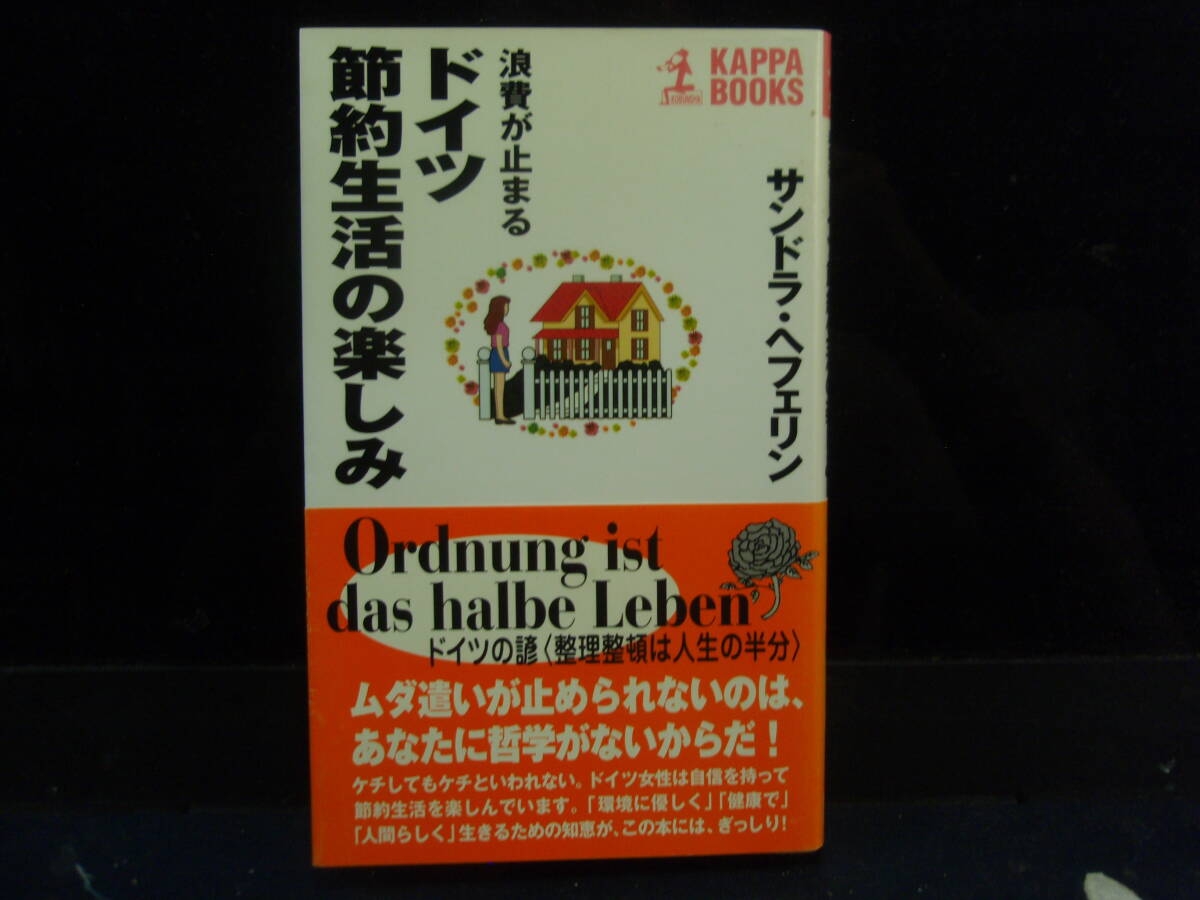 KAPPA
BOOKS
浪費が止まる
ドイツ
節約生活の楽しみ
サンドラ・ヘフェリン
Ordnung ist
das halbe Leben
ドイツの諺〈整理整頓は人生の半分〉
ムダ遣いが止められないのは、
あなたに哲学がないからだ！
ケチしてもケチといわれない。ドイツ女性は自信を持って
節約生活を楽しんでいます。「環境に優しく」「健康で」
「人間らしく」生きるための知恵が、この本には、ぎっしり！